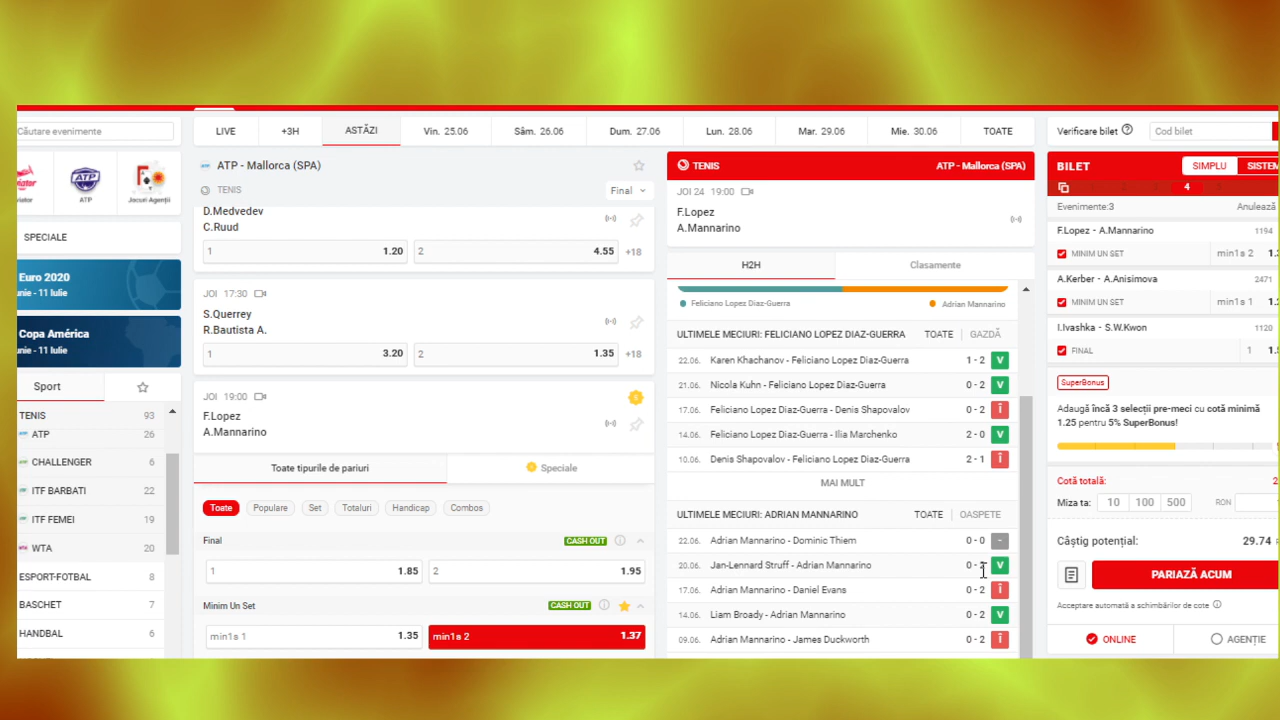 LIVE
+3H
ASTĂZI
Vin. 25.06
Sâm. 26.06
Dum. 27.06
Lun. 28.06
Mar. 29.06
Mie. 30.06
TOATE
Căutare evenimente
ATP
Jocuri Agenții
SPECIALE
Euro 2020
11 Iulie
Copa América
11 Iulie
Sport
TENIS 93
ATP 26
CHALLENGER 6
ITF BARBATI 22
ITF FEMEI 19
WTA 20
ESPORT-FOTBAL 8
BASCHET 7
HANDBAL 6
ATP - Mallorca (SPA)
TENIS
Final
D.Medvedev
C.Ruud
1 1.20 2 4.55 +18
JOI 17:30
S.Querrey
R.Bautista A.
1 3.20 2 1.35 +18
JOI 19:00
F.Lopez
A.Mannarino
Toate tipurile de pariuri
Speciale
Toate Populare Set Totaluri Handicap Combos
Final CASH OUT
1 1.85 2 1.95
Minim Un Set CASH OUT
min1s 1 1.35 min1s 2 1.37
TENIS ATP - Mallorca (SPA)
JOI 24 19:00
F.Lopez
A.Mannarino
H2H Clasamente
Feliciano Lopez Diaz-Guerra Adrian Mannarino
ULTIMELE MECIURI: FELICIANO LOPEZ DIAZ-GUERRA TOATE | GAZDĂ
22.06. Karen Khachanov - Feliciano Lopez Diaz-Guerra 1 - 2 V
21.06. Nicola Kuhn - Feliciano Lopez Diaz-Guerra 0 - 2 V
17.06. Feliciano Lopez Diaz-Guerra - Denis Shapovalov 0 - 2 Î
14.06. Feliciano Lopez Diaz-Guerra - Ilia Marchenko 2 - 0 V
10.06. Denis Shapovalov - Feliciano Lopez Diaz-Guerra 2 - 1 Î
MAI MULT
ULTIMELE MECIURI: ADRIAN MANNARINO TOATE | OASPETE
22.06. Adrian Mannarino - Dominic Thiem 0 - 0 -
20.06. Jan-Lennard Struff - Adrian Mannarino 0 - 2 V
17.06. Adrian Mannarino - Daniel Evans 0 - 2 Î
14.06. Liam Broady - Adrian Mannarino 0 - 2 V
09.06. Adrian Mannarino - James Duckworth 0 - 2 Î
Verificare bilet Cod bilet
BILET SIMPLU
4
Evenimente:3
F.Lopez - A.Mannarino 1194
MINIM UN SET min1s 2
A.Kerber - A.Anisimova 2471
MINIM UN SET min1s 1
I.Ivashka - S.W.Kwon 1120
FINAL 1
SuperBonus
Adaugă încă 3 selecții pre-meci cu cotă minimă
1.25 pentru 5% SuperBonus!
Cotă totală:
Miza ta: 10 100 500 RON
Câștig potențial: 29.74
PARIAZĂ ACUM
Acceptare automată a schimbărilor de cote
ONLINE AGENȚIE